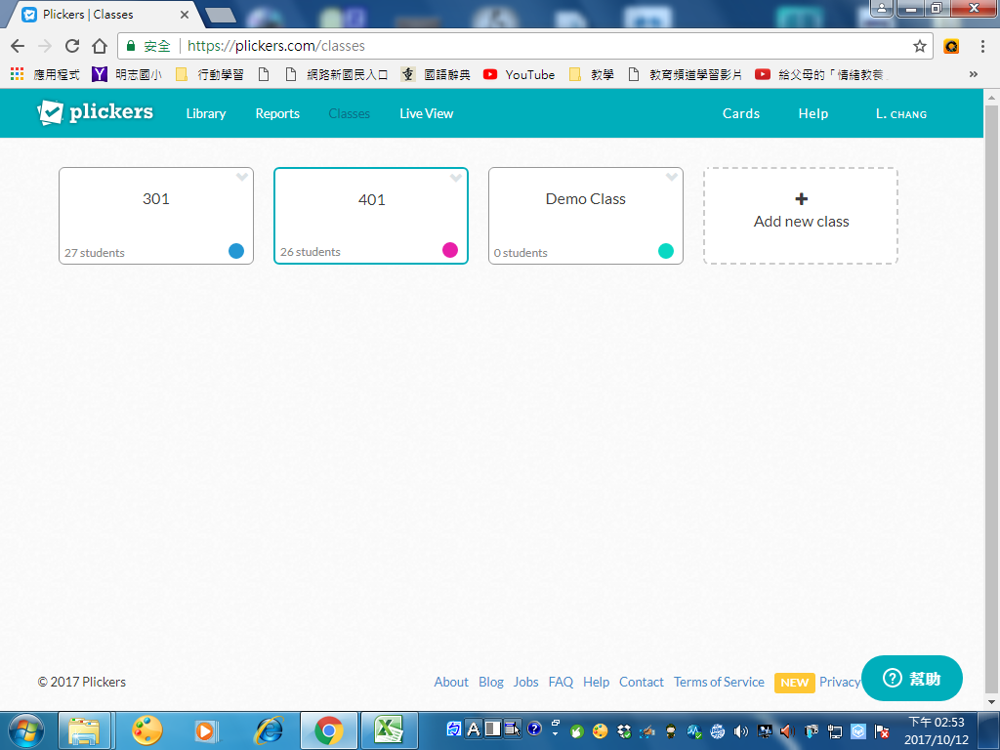 Plickers | Classes
安全 https://plickers.com/classes
應用程式 明志國小 行動學習 網路新國民入口 國語辭典 YouTube 教學 教育頻道學習影片 給父母的「情緒教養 »
plickers Library Reports Classes Live View Cards Help L. CHANG
301
27 students
401
26 students
Demo Class
0 students
Add new class
© 2017 Plickers About Blog Jobs FAQ Help Contact Terms of Service NEW Privacy
幫助
下午 02:53
2017/10/12